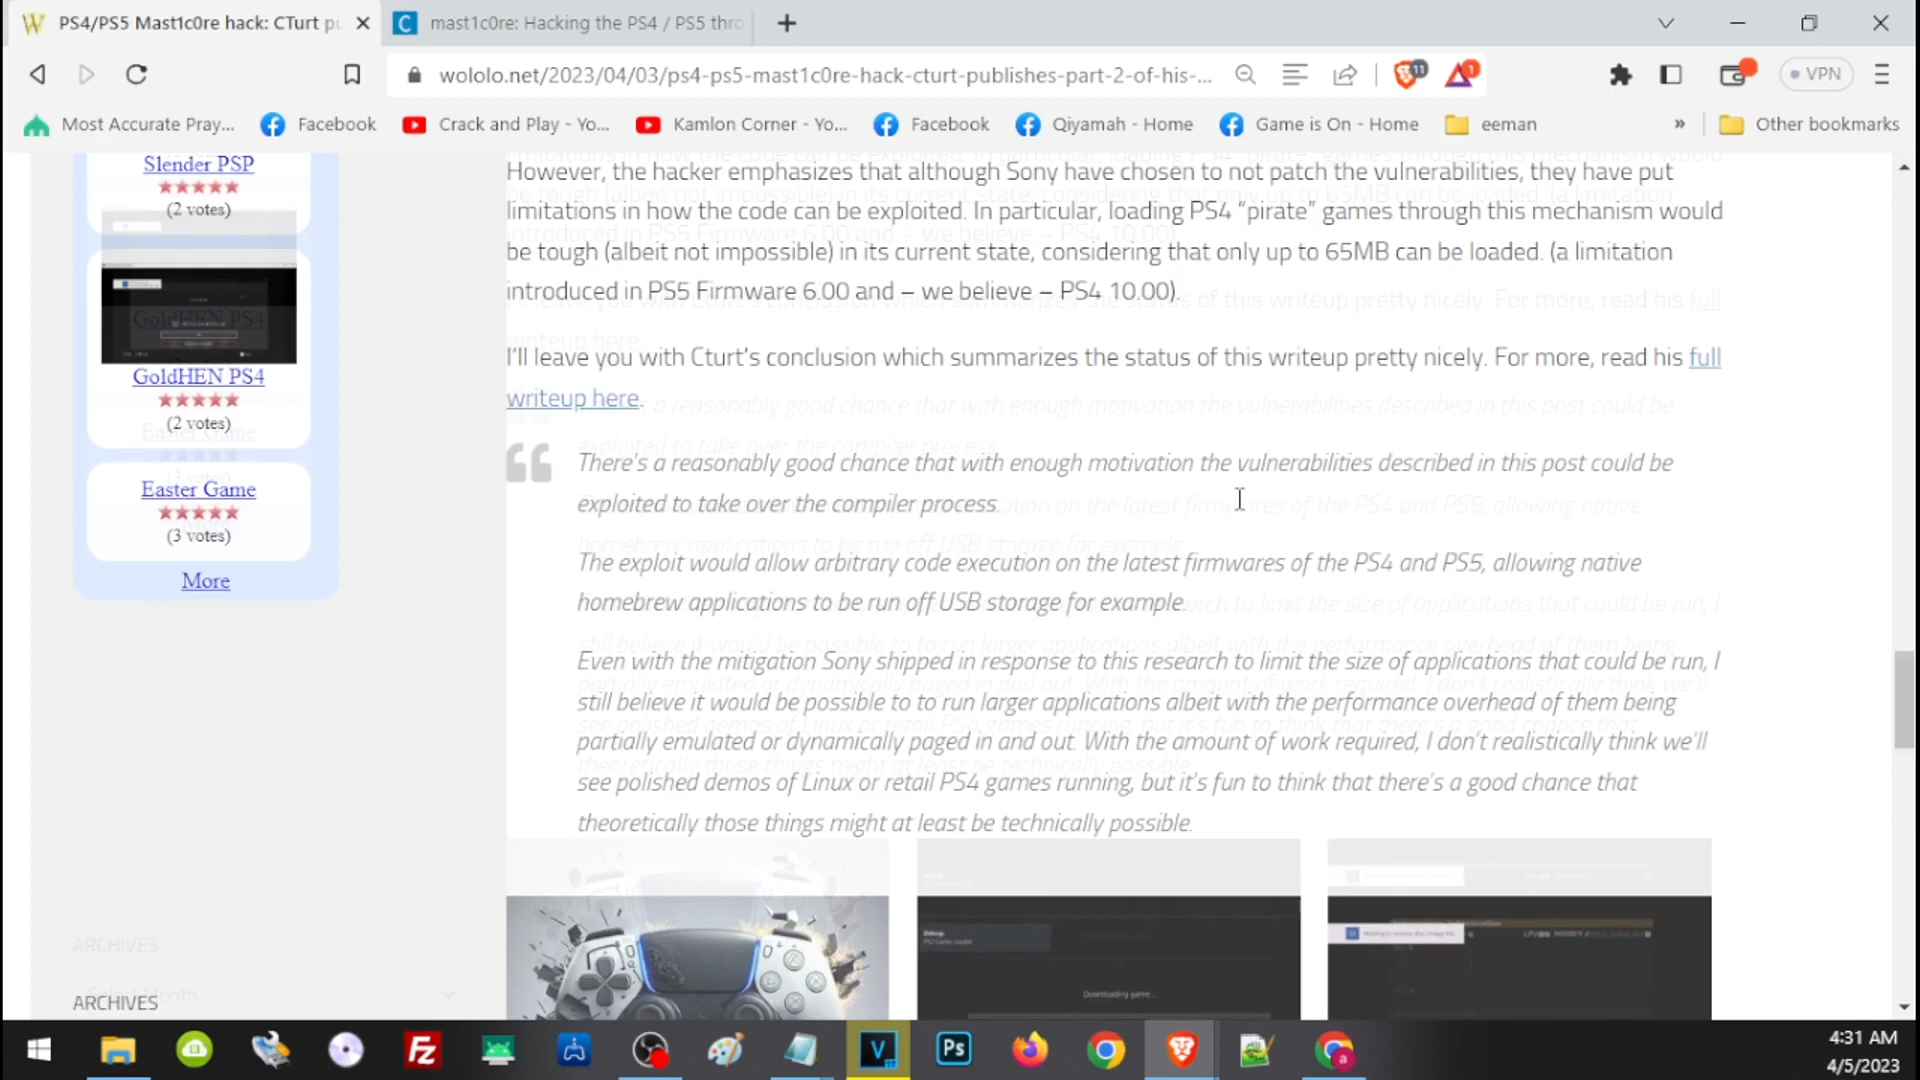 PS4/PS5 Mast1c0re hack: CTurt pu
mast1c0re: Hacking the PS4 / PS5 thro
wololo.net/2023/04/03/ps4-ps5-mast1c0re-hack-cturt-publishes-part-2-of-his-...
11
1
VPN
Most Accurate Pray...
Facebook
Crack and Play - Yo...
Kamlon Corner - Yo...
Facebook
Qiyamah - Home
Game is On - Home
eeman
»
Other bookmarks
Slender PSP
(2 votes)
GoldHEN PS4
(2 votes)
Easter Game
(3 votes)
More
ARCHIVES
Select Month
ARCHIVES
However, the hacker emphasizes that although Sony have chosen to not patch the vulnerabilities, they have put
limitations in how the code can be exploited. In particular, loading PS4 “pirate” games through this mechanism would
be tough (albeit not impossible) in its current state, considering that only up to 65MB can be loaded. (a limitation
introduced in PS5 Firmware 6.00 and – we believe – PS4 10.00).
I’ll leave you with Cturt’s conclusion which summarizes the status of this writeup pretty nicely. For more, read his full
writeup here.
There’s a reasonably good chance that with enough motivation the vulnerabilities described in this post could be
exploited to take over the compiler process.
The exploit would allow arbitrary code execution on the latest firmwares of the PS4 and PS5, allowing native
homebrew applications to be run off USB storage for example.
Even with the mitigation Sony shipped in response to this research to limit the size of applications that could be run, I
still believe it would be possible to to run larger applications albeit with the performance overhead of them being
partially emulated or dynamically paged in and out. With the amount of work required, I don’t realistically think we’ll
see polished demos of Linux or retail PS4 games running, but it’s fun to think that there’s a good chance that
theoretically those things might at least be technically possible.
Downloading game...
4:31 AM
4/5/2023